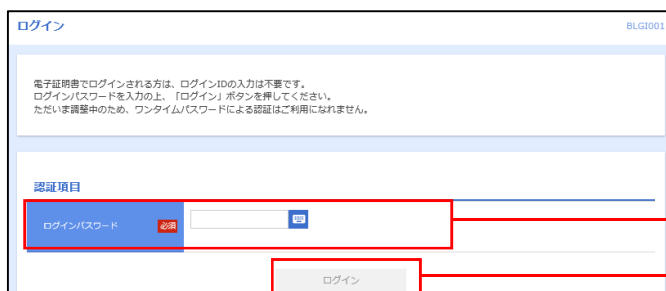 ログイン
BLGI001
電子証明書でログインされる方は、ログインIDの入力は不要です。
ログインパスワードを入力の上、「ログイン」ボタンを押してください。
ただいま調整中のため、ワンタイムパスワードによる認証はご利用になれません。
認証項目
ログインパスワード 必須
ログイン